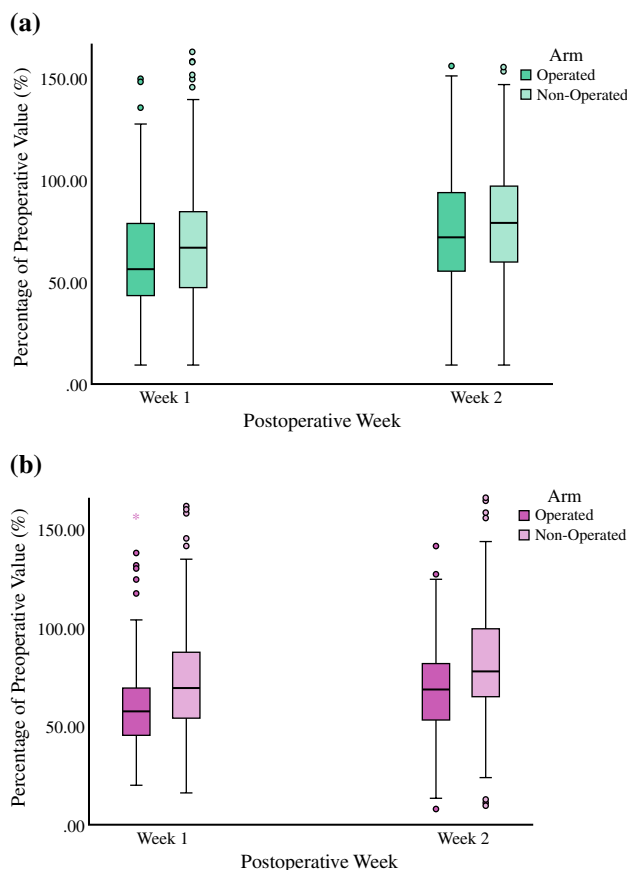 (a)
Percentage of Preoperative Value (%)
150.00
100.00
50.00
.00
Arm
Operated
Non-Operated
Week 1
Week 2
Postoperative Week
(b)
Percentage of Preoperative Value (%)
150.00
100.00
50.00
.00
Arm
Operated
Non-Operated
Week 1
Week 2
Postoperative Week